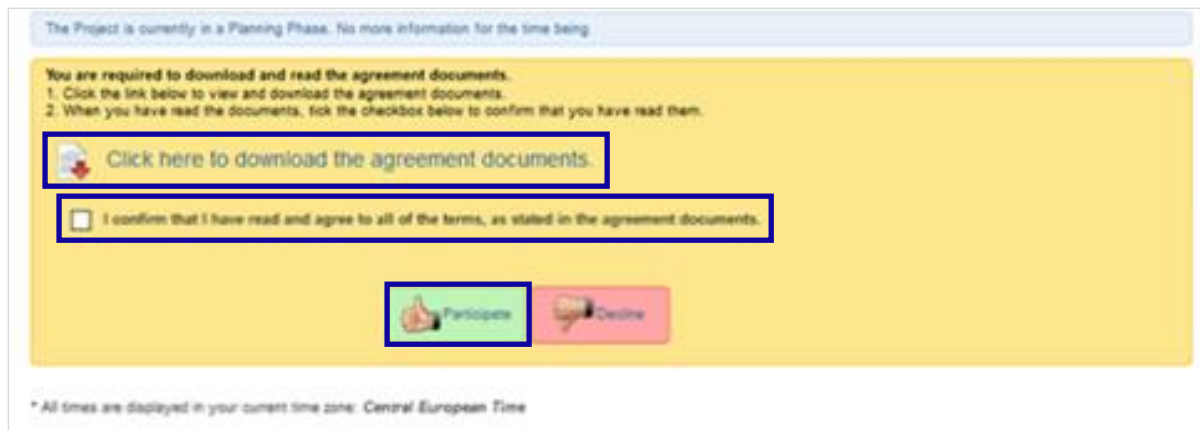 The Project is currently in a Planning Phase. No more information for the time being
You are required to download and read the agreement documents.
1. Click the link below to view and download the agreement documents.
2. When you have read the documents, tick the checkbox below to confirm that you have read them.
Click here to download the agreement documents.
I confirm that I have read and agree to all of the terms, as stated in the agreement documents.
Participate Decline
* All times are displayed in your current time zone: Central European Time